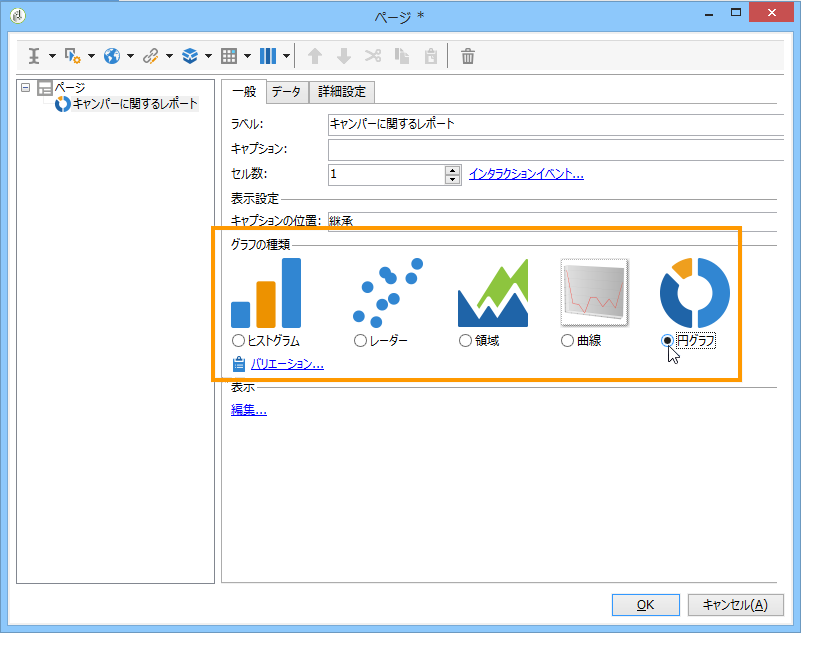 ページ *
ページ
キャンパーに関するレポート
一般 データ 詳細設定
ラベル: キャンパーに関するレポート
キャプション:
セル数: 1 インタラクションイベント...
表示設定
キャプションの位置: 継承
グラフの種類
ヒストグラム レーダー 領域 曲線 円グラフ
バリエーション...
表示
編集...
OK キャンセル(A)